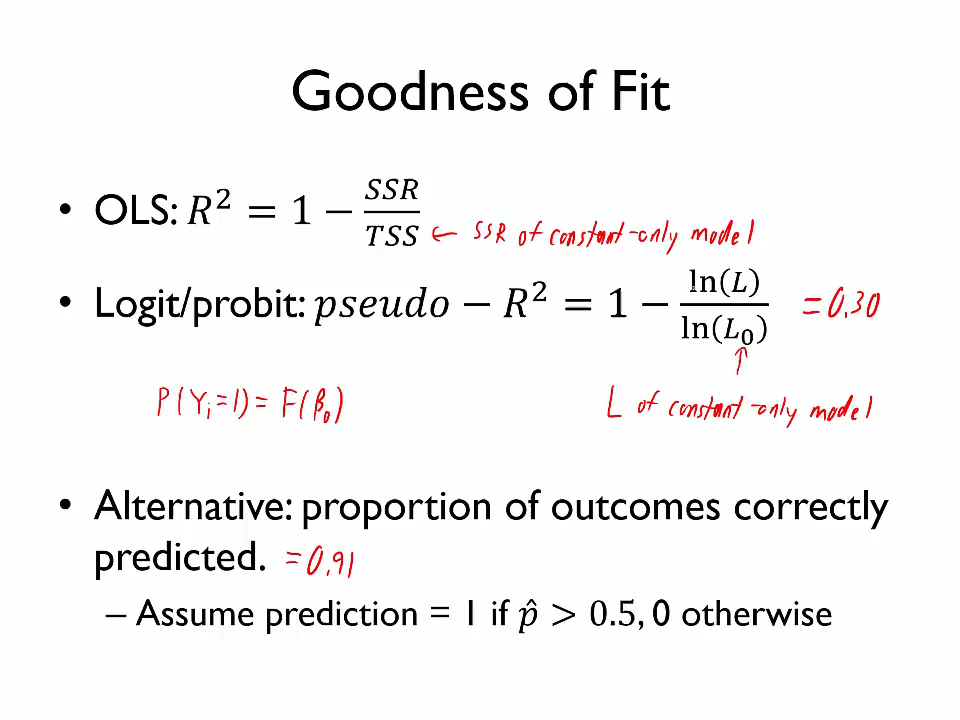 Goodness of Fit
• OLS: R² = 1 − SSR/TSS ← SSR of constant-only model
• Logit/probit: pseudo − R² = 1 − ln(L)/ln(L₀) = 0.30
↑
P(Yᵢ=1) = F(β₀) L of constant-only model
• Alternative: proportion of outcomes correctly
predicted. = 0.91
– Assume prediction = 1 if p̂ > 0.5, 0 otherwise